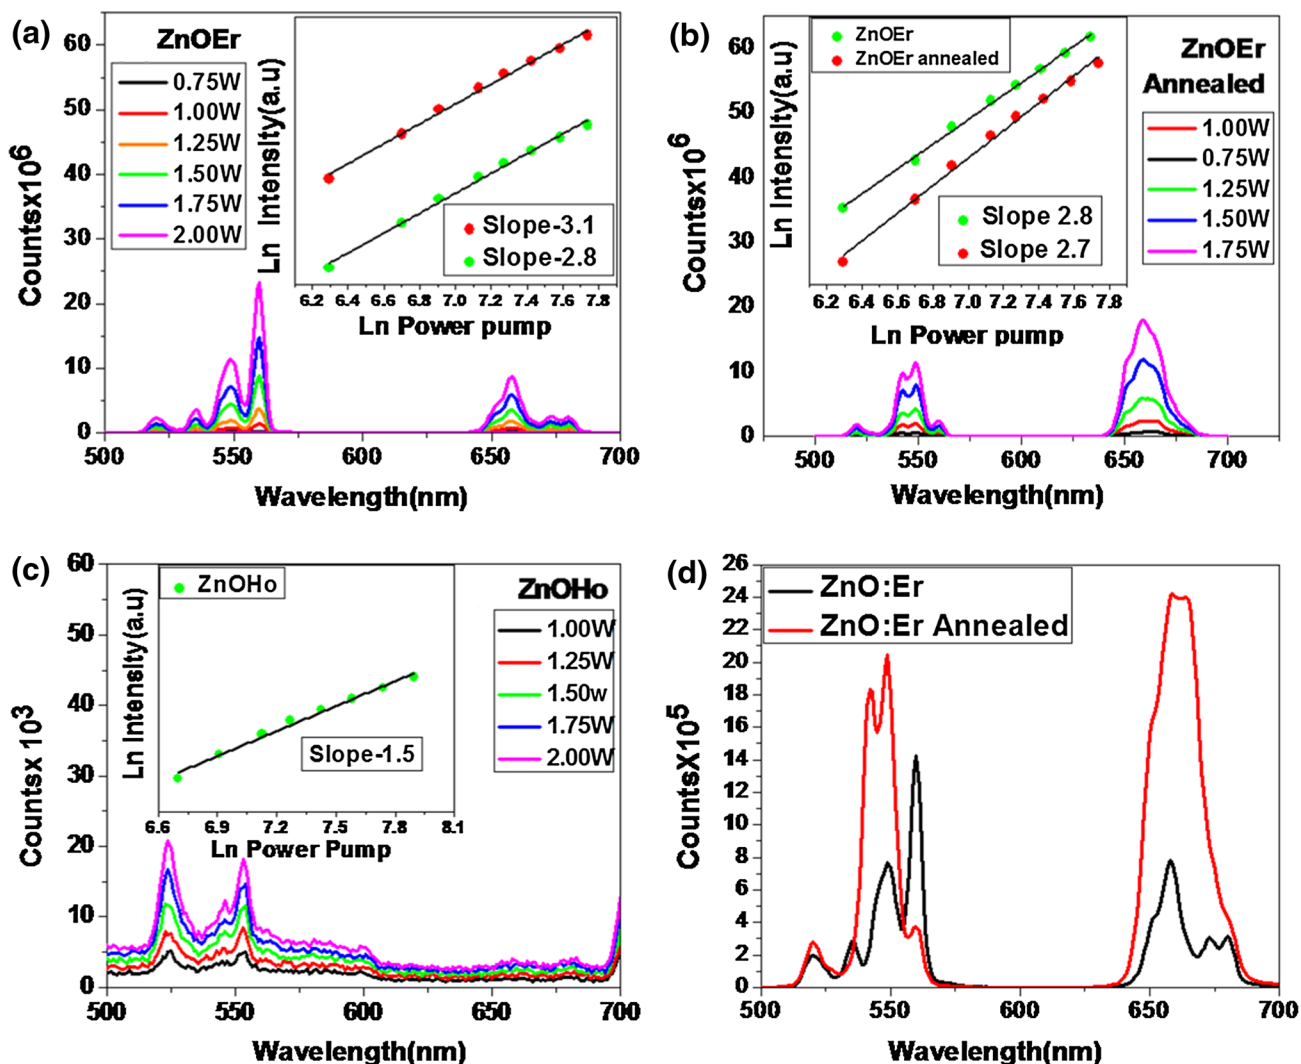 (a)
ZnOEr
0.75W
1.00W
1.25W
1.50W
1.75W
2.00W
Ln Intensity(a.u)
Slope-3.1
Slope-2.8
6.2 6.4 6.6 6.8 7.0 7.2 7.4 7.6 7.8
Ln Power pump
Countsx10⁶
60
50
40
30
20
10
0
500 550 600 650 700
Wavelength(nm)
(b)
ZnOEr
ZnOEr annealed
ZnOEr
Annealed
1.00W
0.75W
1.25W
1.50W
1.75W
Ln Intensity(a.u)
Slope 2.8
Slope 2.7
6.2 6.4 6.6 6.8 7.0 7.2 7.4 7.6 7.8
Ln Power pump
Countsx10⁶
60
50
40
30
20
10
0
500 550 600 650 700
Wavelength(nm)
(c)
ZnOHo
ZnOHo
1.00W
1.25W
1.50w
1.75W
2.00W
Ln Intensity(a.u)
Slope-1.5
6.6 6.9 7.2 7.5 7.8 8.1
Ln Power Pump
Countsx 10³
60
50
40
30
20
10
0
500 550 600 650 700
Wavelength(nm)
(d)
ZnO:Er
ZnO:Er Annealed
CountsX10⁵
26
24
22
20
18
16
14
12
10
8
6
4
2
0
500 550 600 650 700
Wavelength(nm)